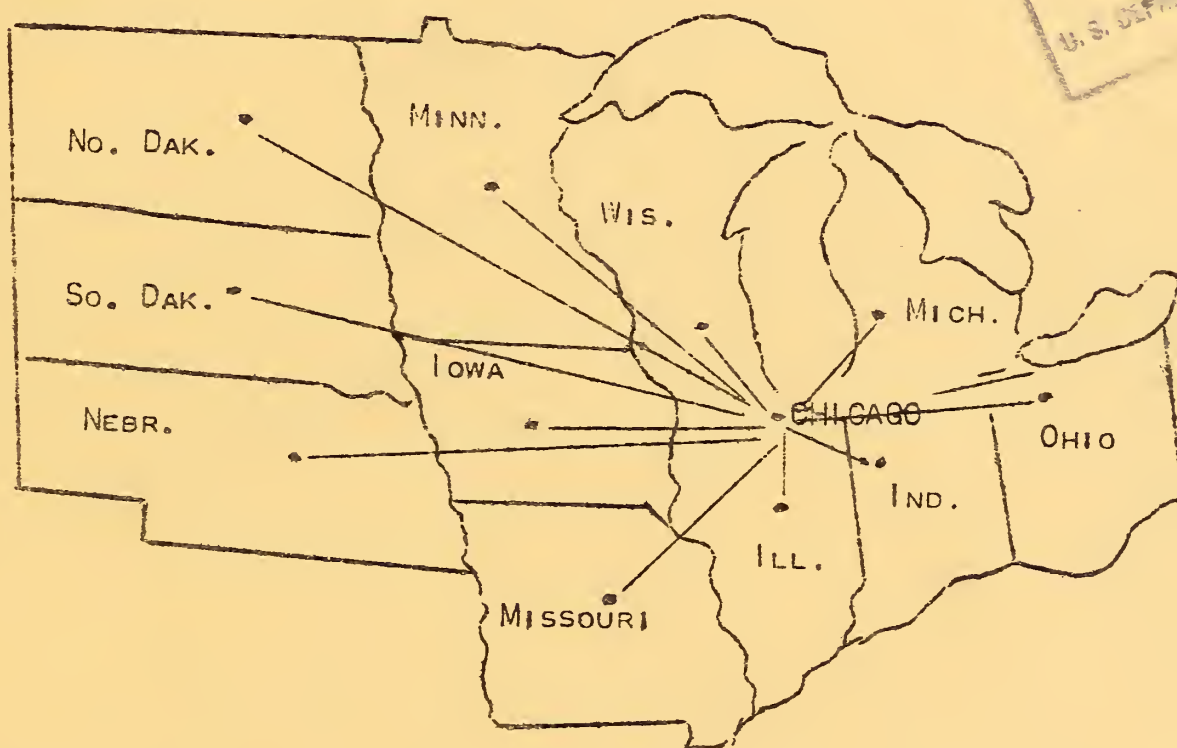 U. S.
MINN.
NO. DAK.
WIS.
SO. DAK.
MICH.
IOWA
CHICAGO
NEBR.
OHIO
IND.
ILL.
MISSOURI